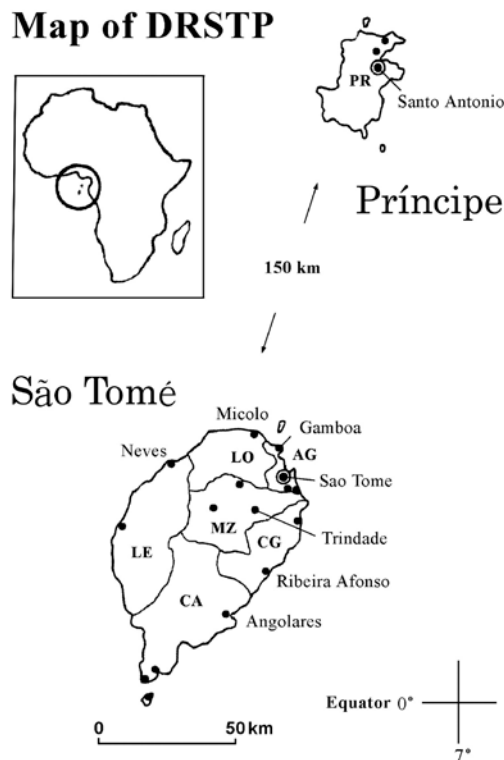 Map of DRSTP
PR
Santo Antonio
Príncipe
150 km
São Tomé
Micolo
Gamboa
Neves
LO
AG
Sao Tome
MZ
Trindade
LE
CG
Ribeira Afonso
CA
Angolares
Equator 0°
0
50 km
7°